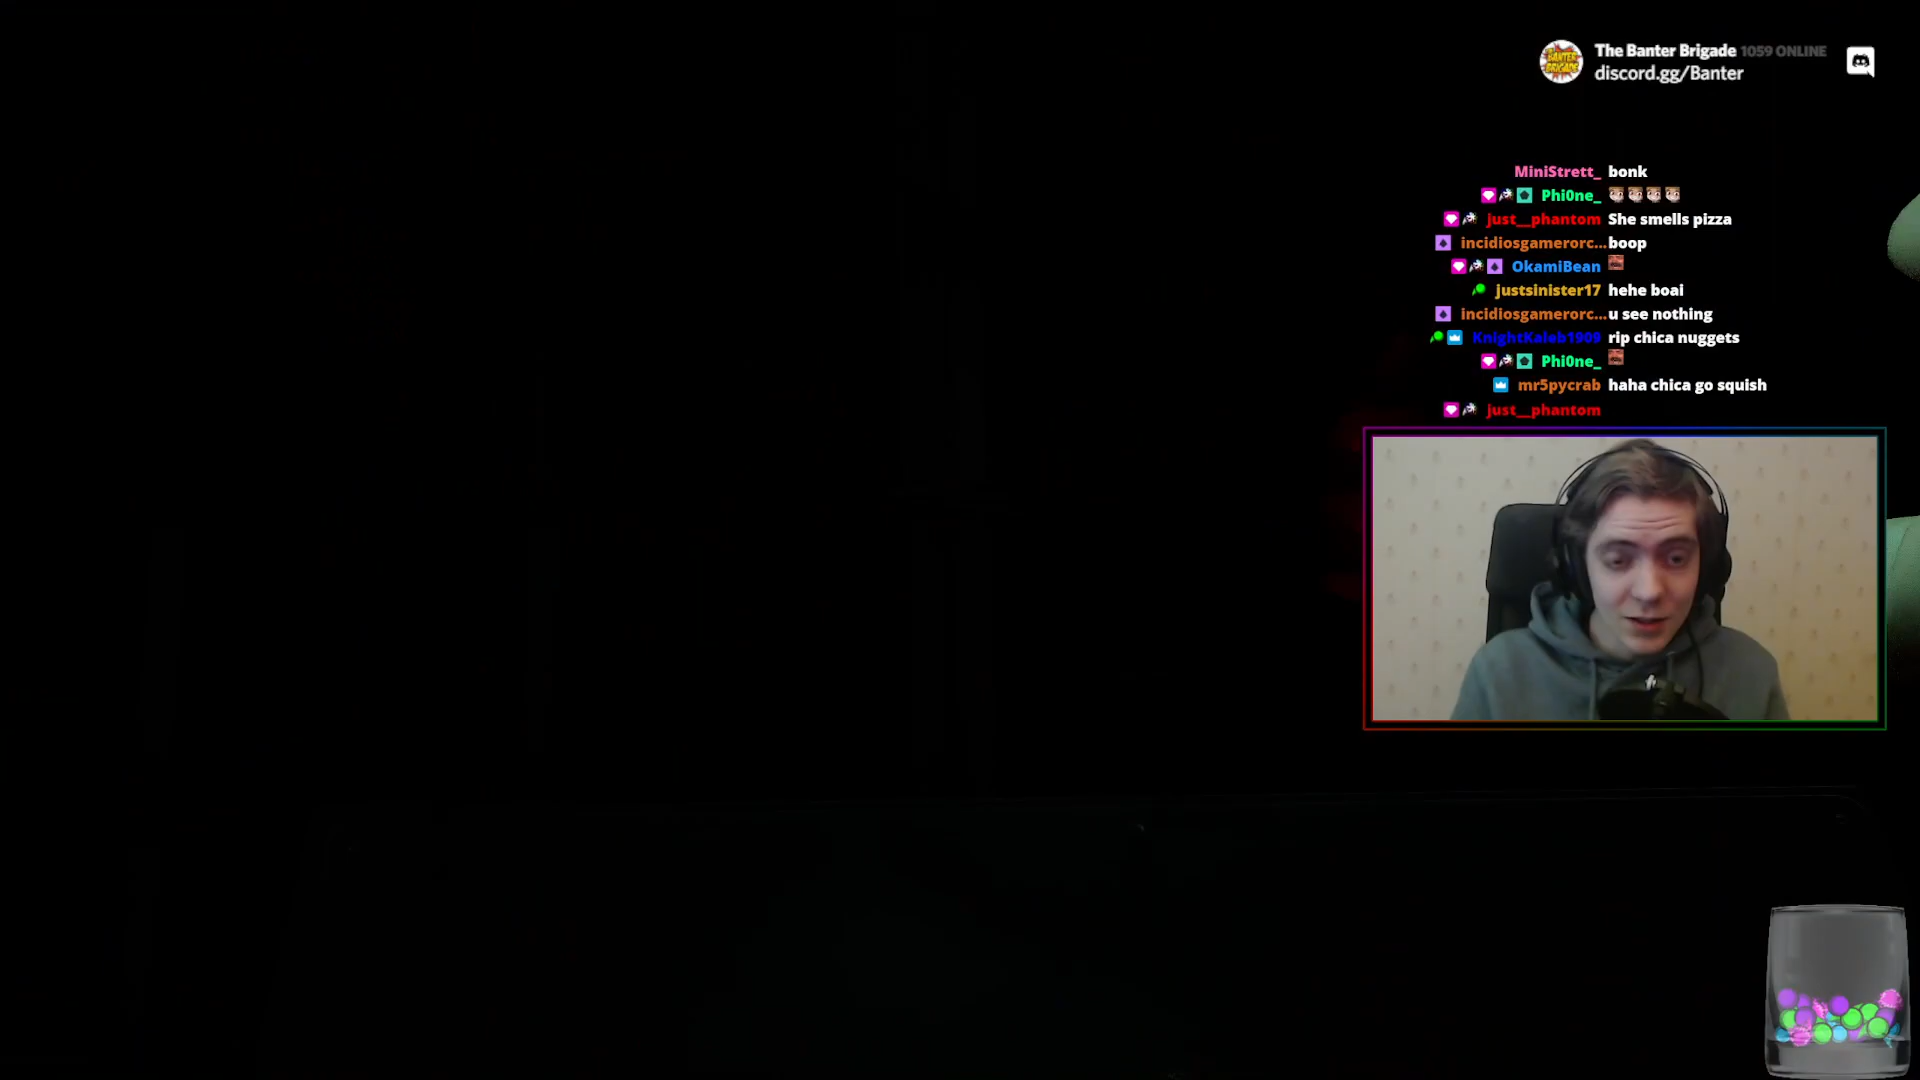 The Banter Brigade 1059 ONLINE
discord.gg/Banter
MiniStrett_ bonk
Phi0ne_
just__phantom She smells pizza
incidiosgamerorc... boop
OkamiBean
justsinister17 hehe boai
incidiosgamerorc... u see nothing
KnightKaleb1909 rip chica nuggets
Phi0ne_
mr5pycrab haha chica go squish
just__phantom